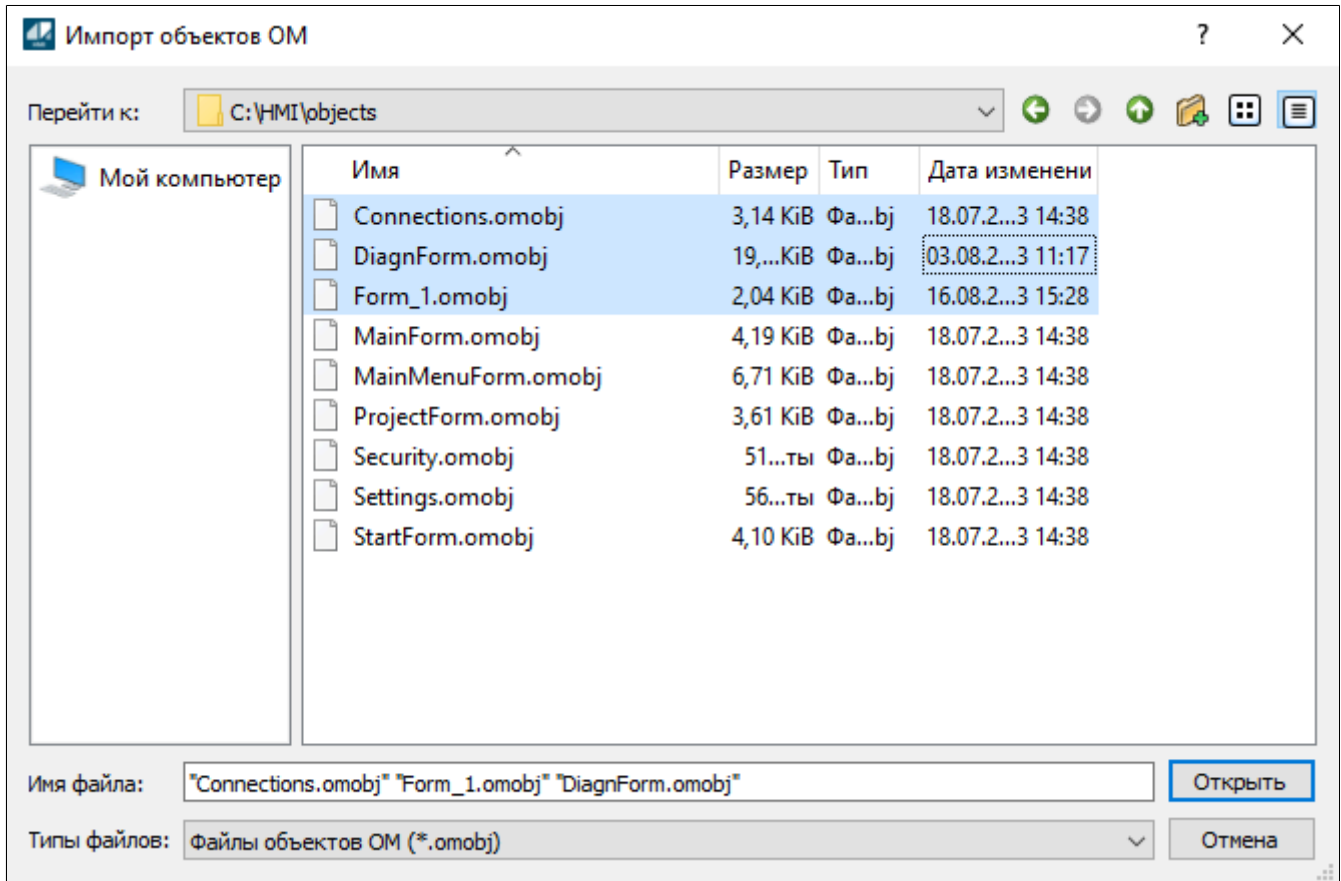 Импорт объектов ОМ ?
Перейти к: C:\HMI\objects
Мой компьютер
Имя Размер Тип Дата изменени
Connections.omobj 3,14 KiB Фа...bj 18.07.2...3 14:38
DiagnForm.omobj 19,...KiB Фа...bj 03.08.2...3 11:17
Form_1.omobj 2,04 KiB Фа...bj 16.08.2...3 15:28
MainForm.omobj 4,19 KiB Фа...bj 18.07.2...3 14:38
MainMenuForm.omobj 6,71 KiB Фа...bj 18.07.2...3 14:38
ProjectForm.omobj 3,61 KiB Фа...bj 18.07.2...3 14:38
Security.omobj 51...ты Фа...bj 18.07.2...3 14:38
Settings.omobj 56...ты Фа...bj 18.07.2...3 14:38
StartForm.omobj 4,10 KiB Фа...bj 18.07.2...3 14:38
Имя файла: "Connections.omobj" "Form_1.omobj" "DiagnForm.omobj" Открыть
Типы файлов: Файлы объектов ОМ (*.omobj) Отмена